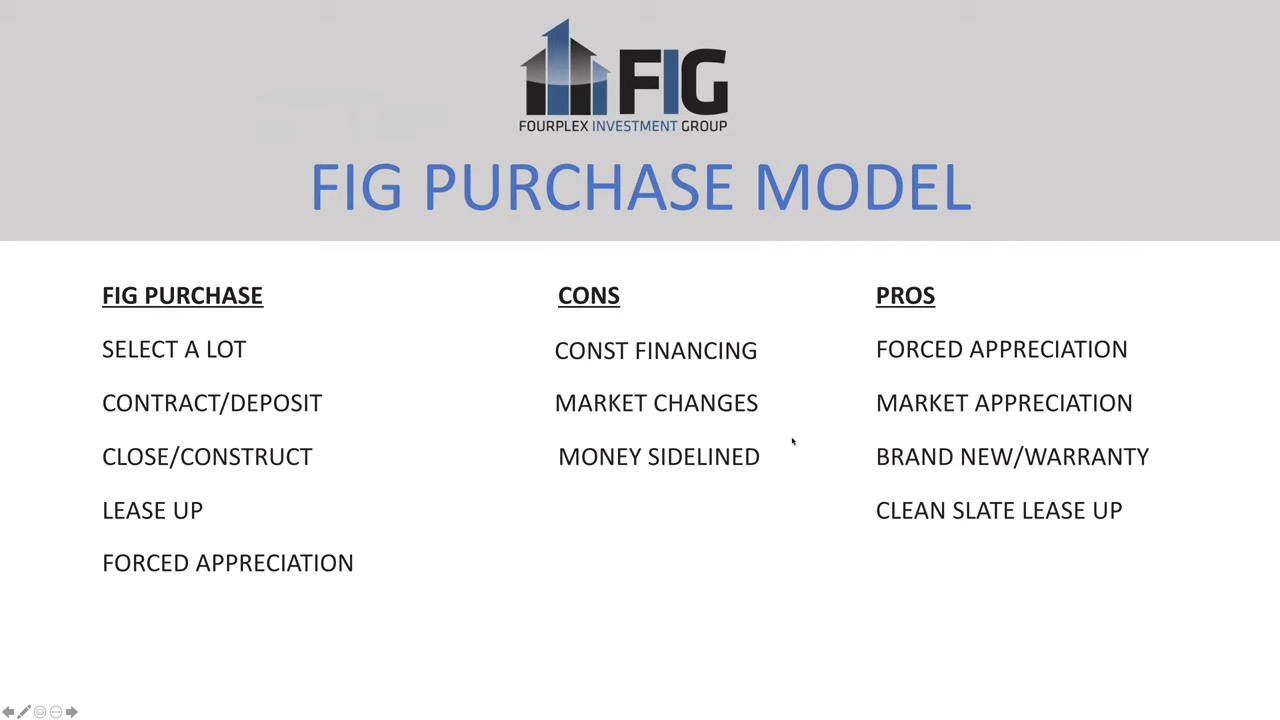 FIG
FOURPLEX INVESTMENT GROUP
FIG PURCHASE MODEL
FIG PURCHASE
SELECT A LOT
CONTRACT/DEPOSIT
CLOSE/CONSTRUCT
LEASE UP
FORCED APPRECIATION
CONS
CONST FINANCING
MARKET CHANGES
MONEY SIDELINED
PROS
FORCED APPRECIATION
MARKET APPRECIATION
BRAND NEW/WARRANTY
CLEAN SLATE LEASE UP